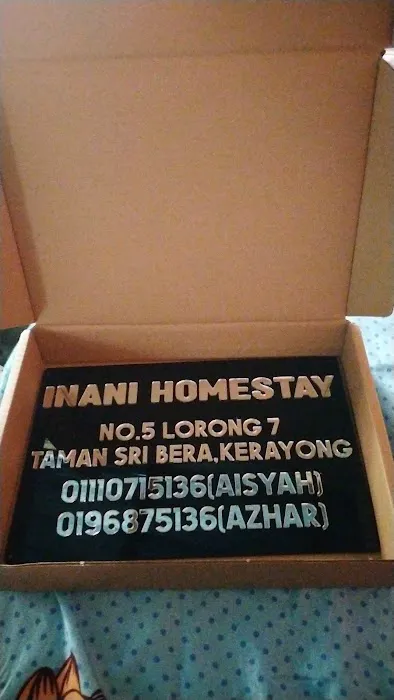 INANI HOMESTAY
NO.5 LORONG 7
TAMAN SRI BERA,KERAYONG
01110715136(AISYAH)
0196875136(AZHAR)